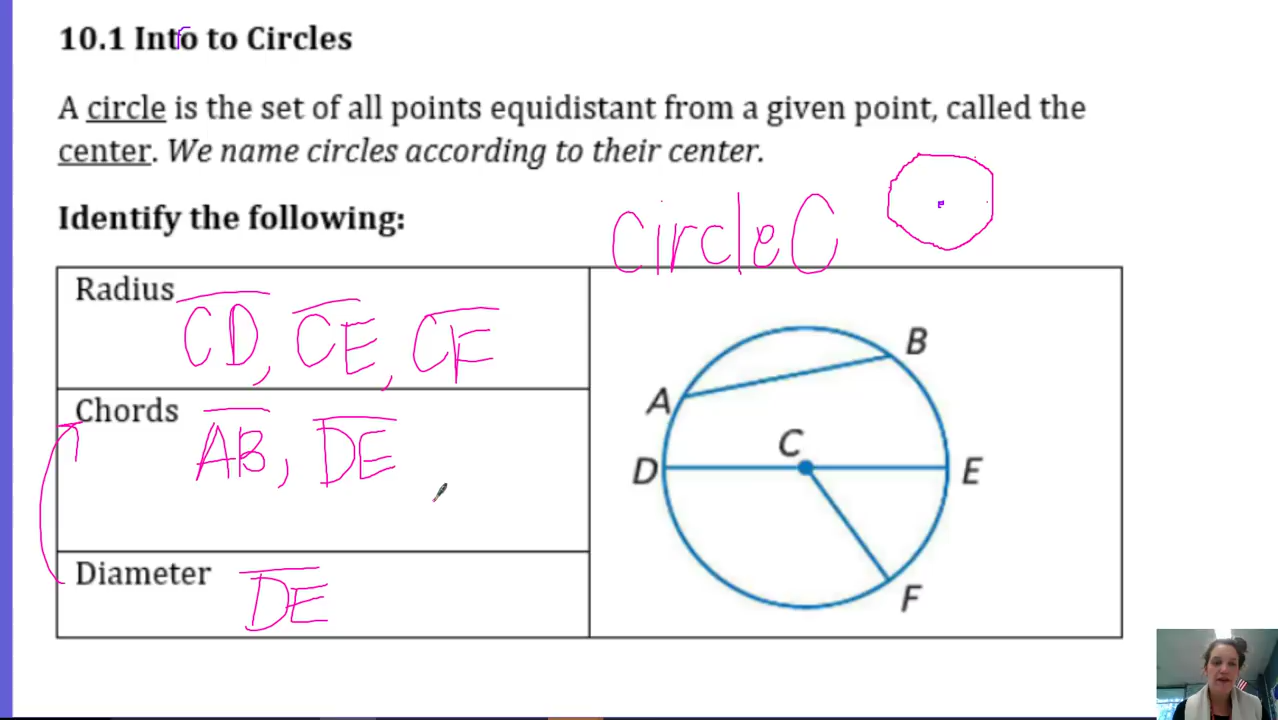 10.1 Into to Circles
r
A circle is the set of all points equidistant from a given point, called the
center. We name circles according to their center.
Identify the following:
circle C
Radius
CD, CE, CF
Chords
AB, DE
Diameter
DE
B
A
C
D
E
F